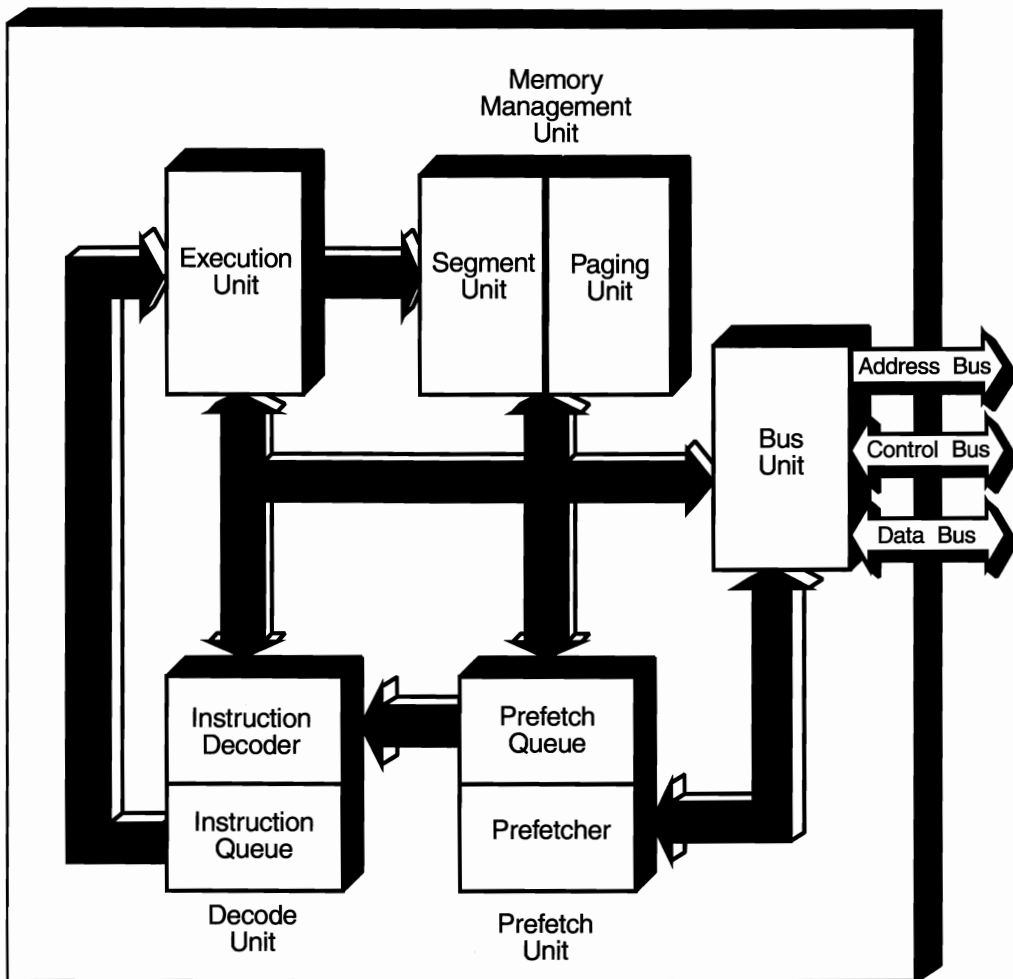 Memory
Management
Unit
Execution
Unit
Segment
Unit
Paging
Unit
Bus
Unit
Address Bus
Control Bus
Data Bus
Instruction
Decoder
Instruction
Queue
Prefetch
Queue
Prefetcher
Decode
Unit
Prefetch
Unit